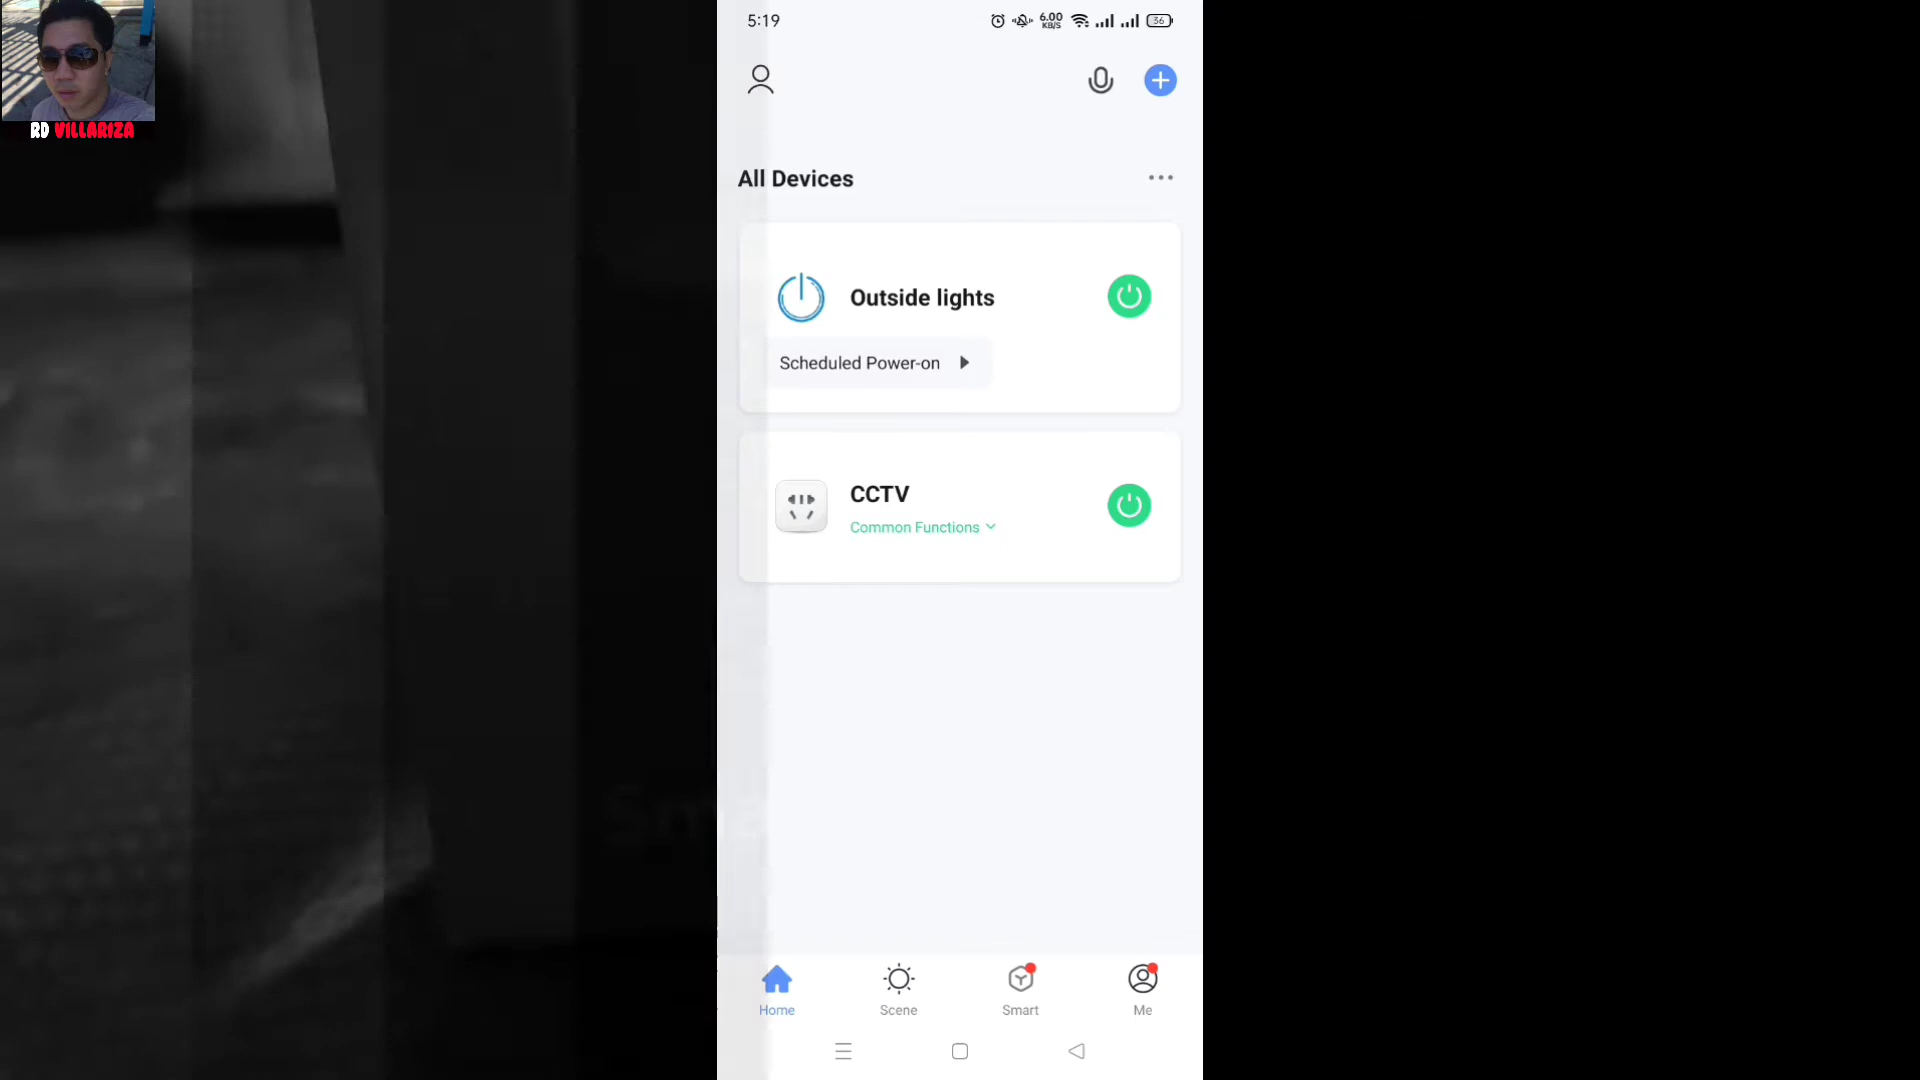 RD VILLARIZA
5:19
6.00
KB/S
36
All Devices
Outside lights
Scheduled Power-on
CCTV
Common Functions
Home
Scene
Smart
Me